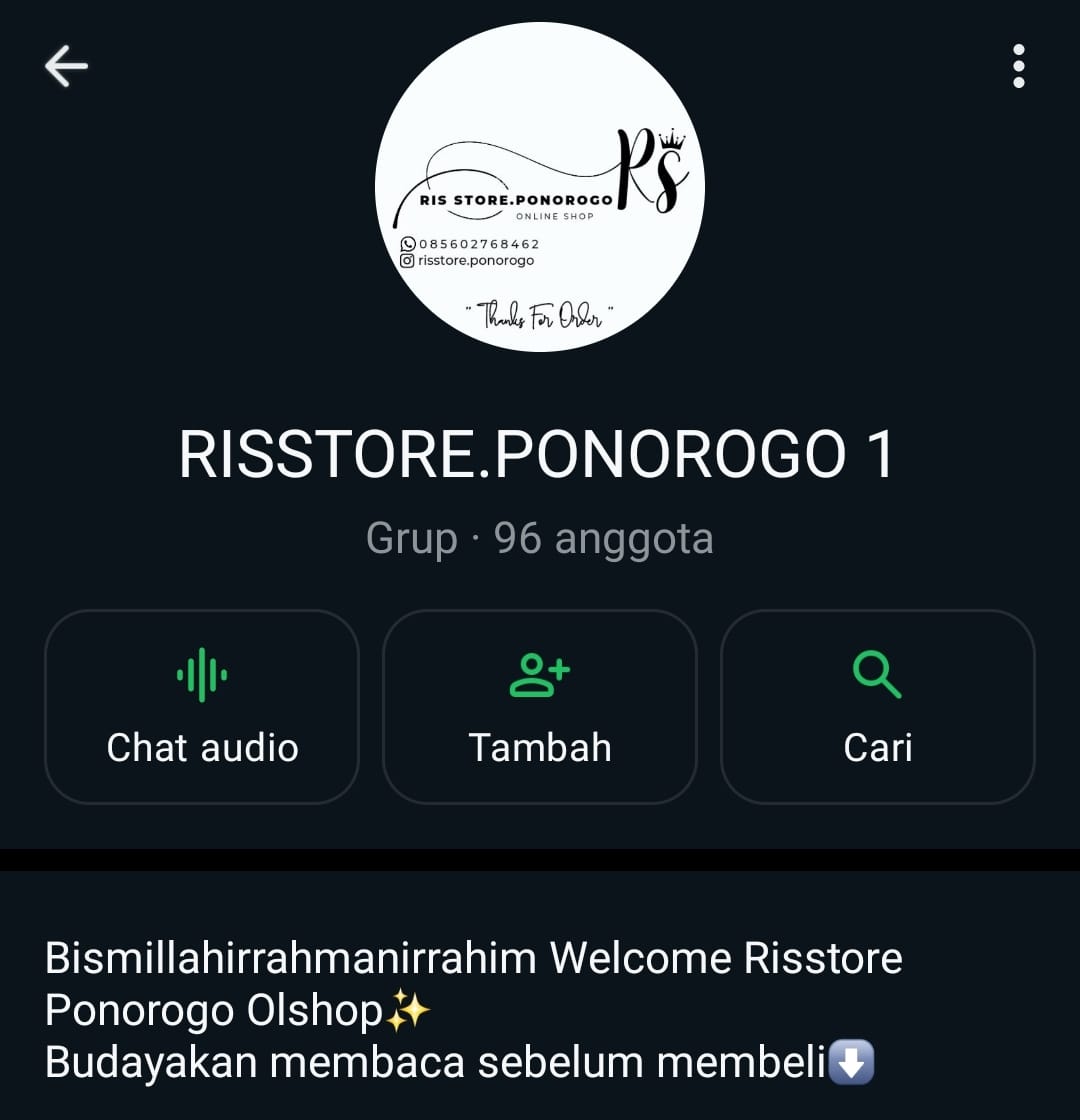 Rs
RIS STORE.PONOROGO
ONLINE SHOP
085602768462
risstore.ponorogo
" Thanks For Order "
RISSTORE.PONOROGO 1
Grup · 96 anggota
Chat audio
Tambah
Cari
Bismillahirrahmanirrahim Welcome Risstore
Ponorogo Olshop✨
Budayakan membaca sebelum membeli⬇️